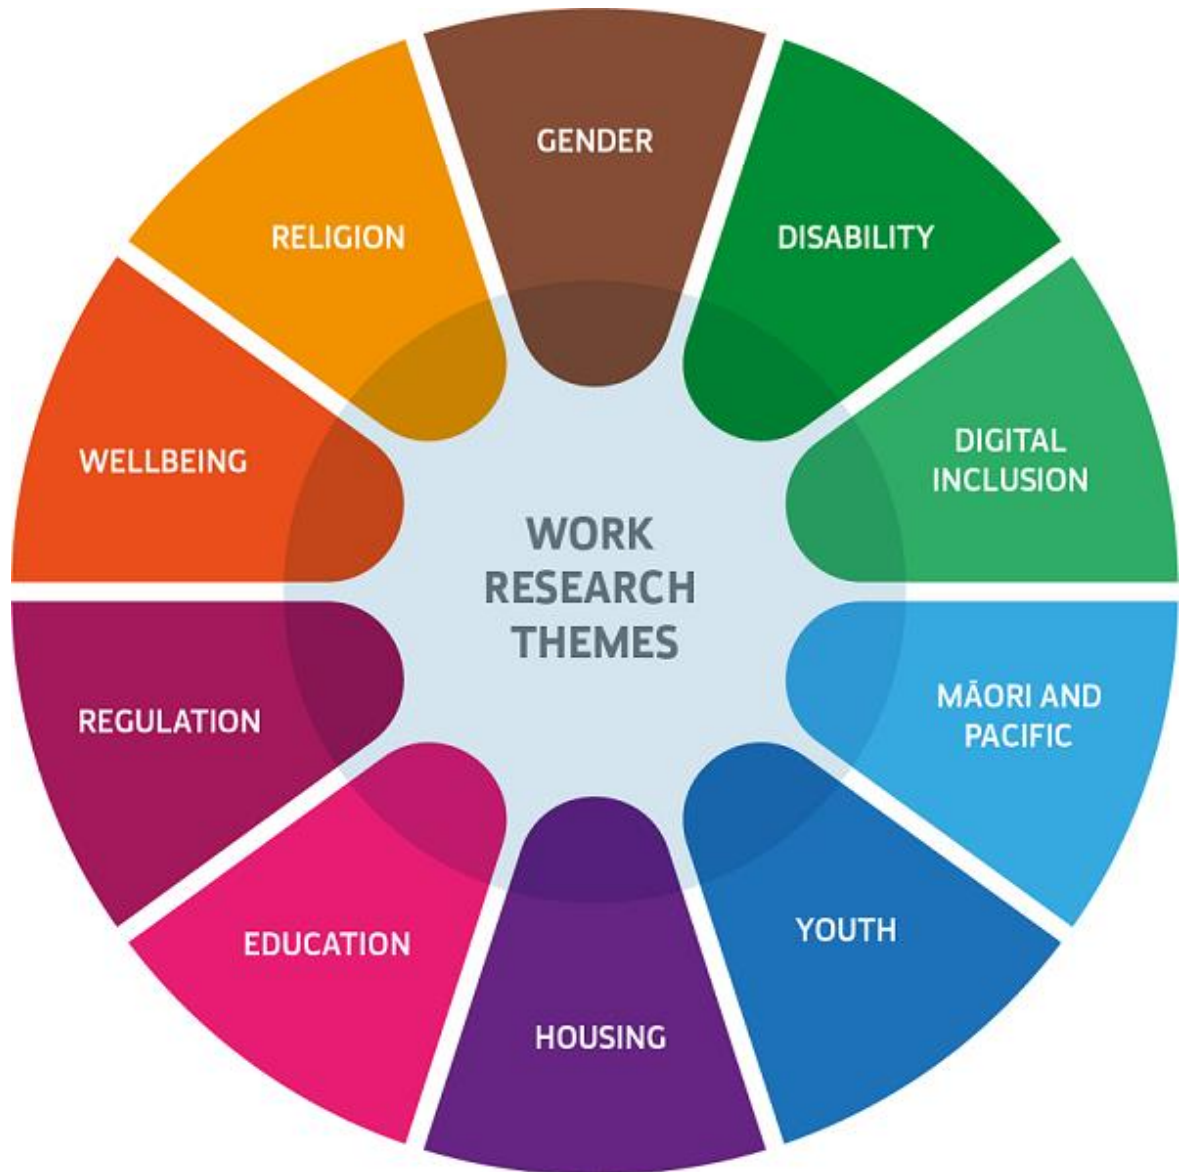 GENDER
DISABILITY
DIGITAL
INCLUSION
MĀORI AND
PACIFIC
YOUTH
HOUSING
EDUCATION
REGULATION
WELLBEING
RELIGION
WORK
RESEARCH
THEMES